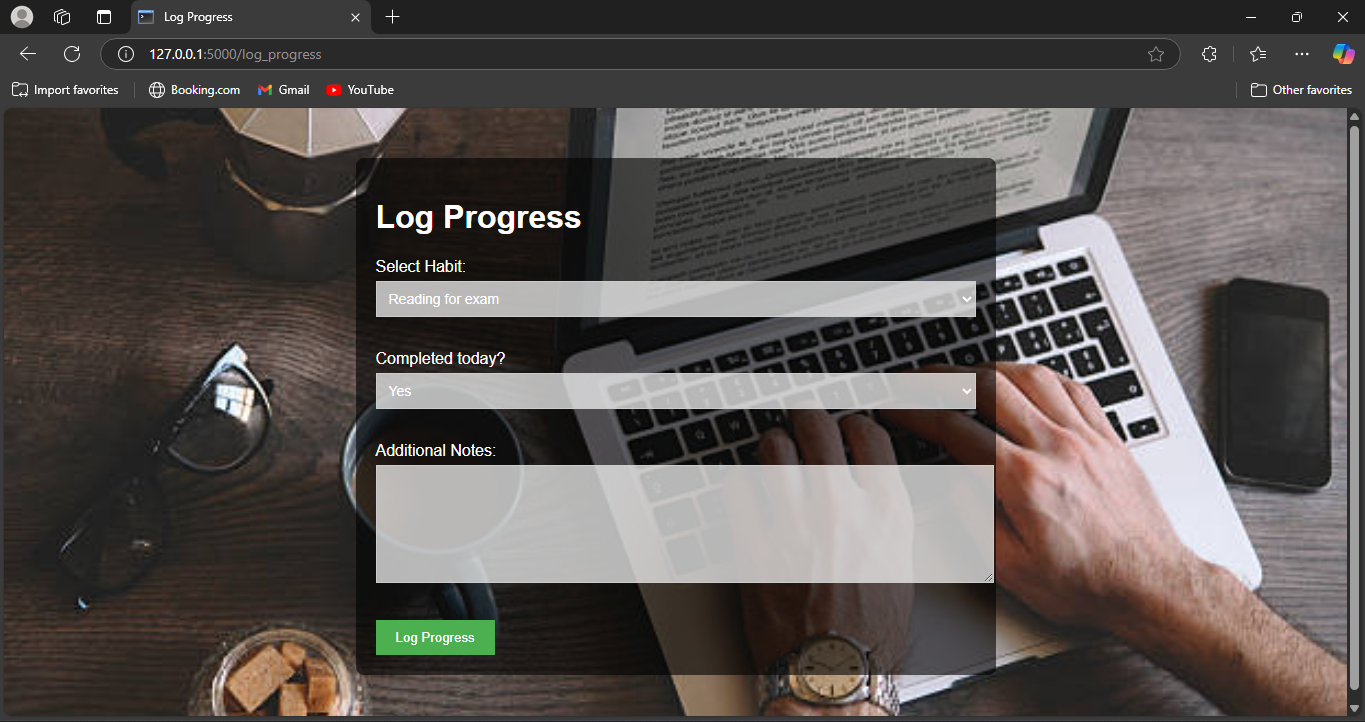 Log Progress
127.0.0.1:5000/log_progress
Import favorites
Booking.com
Gmail
YouTube
Other favorites
Log Progress
Select Habit:
Reading for exam
Completed today?
Yes
Additional Notes:
Log Progress